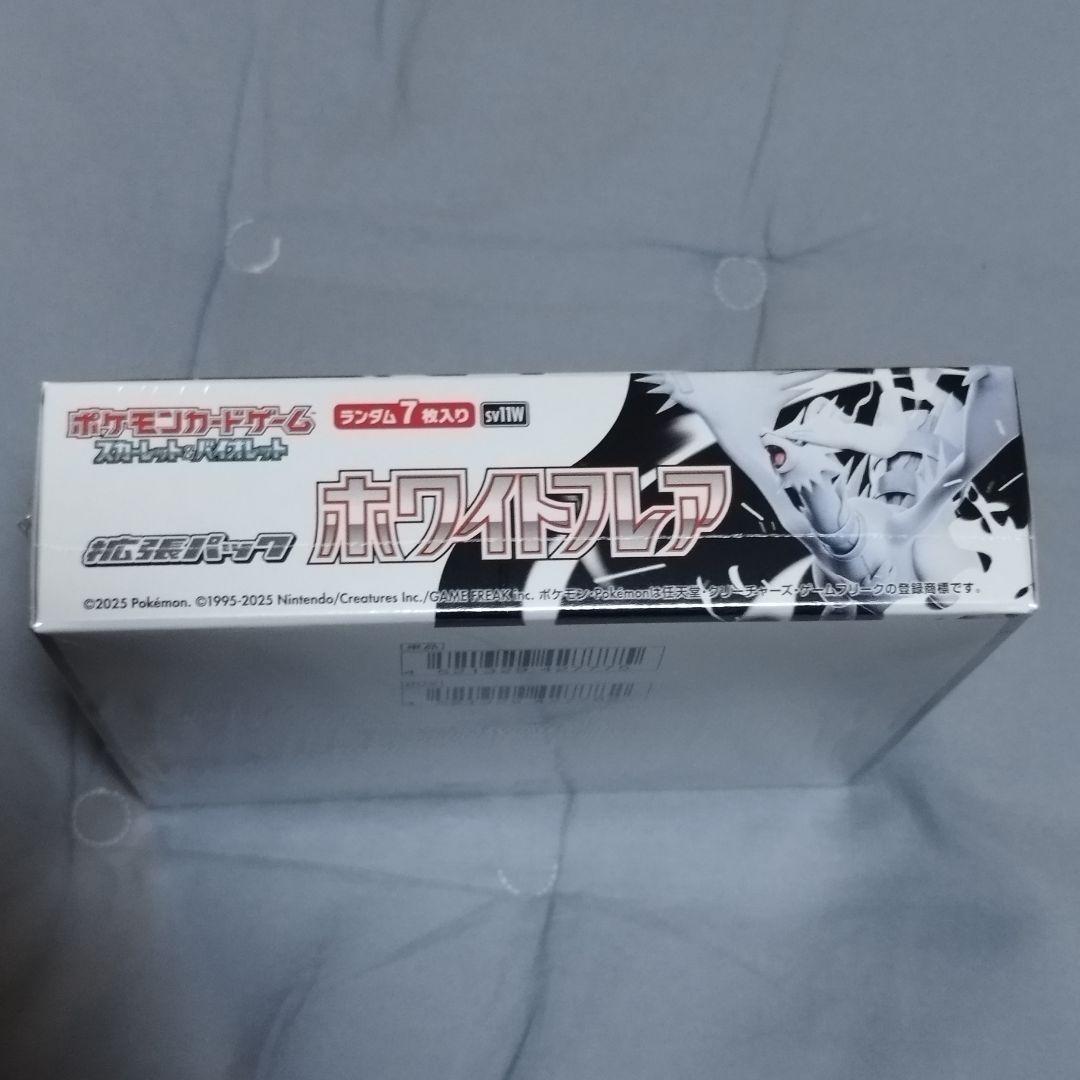 ポケモンカードゲーム
スカーレット&バイオレット
ランダム7枚入り
SV11W
拡張パック
ホワイトフレア
©2025 Pokémon. ©1995-2025 Nintendo/Creatures Inc./GAME FREAK inc. ポケモン・Pokémonは任天堂・クリーチャーズ・ゲームフリークの登録商標です。